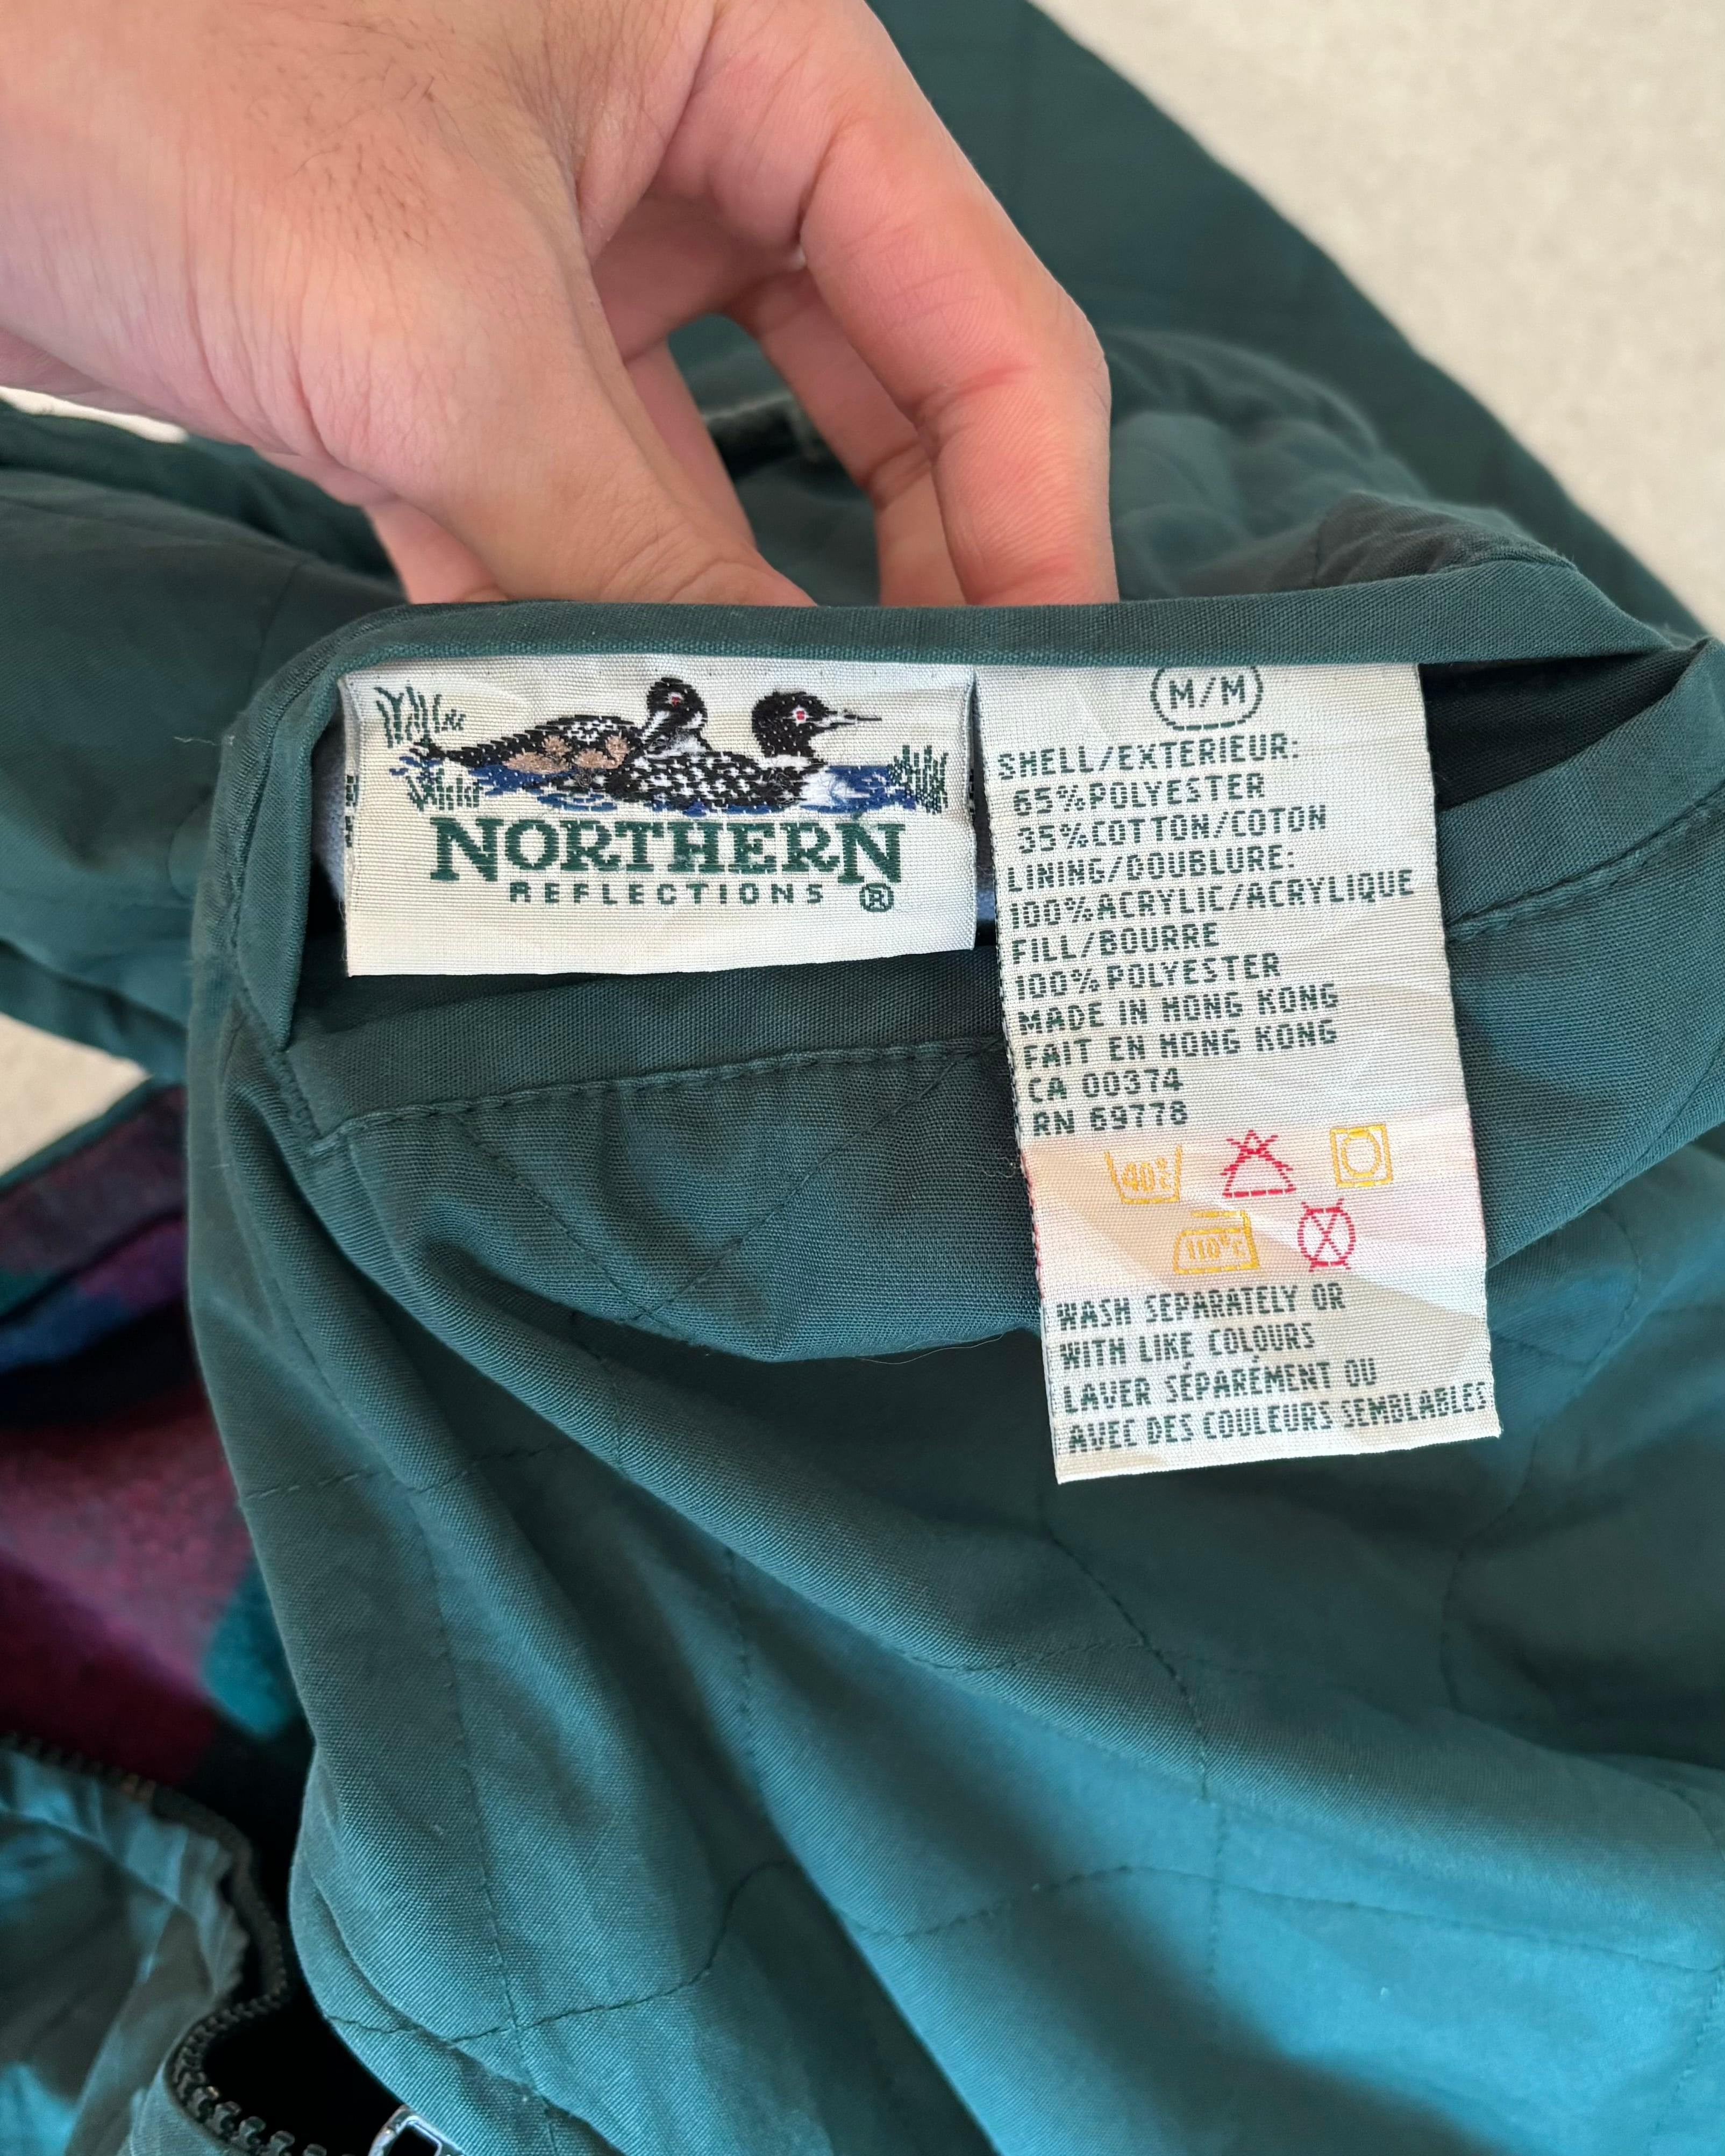 NORTHERN
REFLECTIONS ®
M/M
SHELL/EXTERIEUR:
65%POLYESTER
35%COTTON/COTON
LINING/DOUBLURE:
100%ACRYLIC/ACRYLIQUE
FILL/BOURRE
100%POLYESTER
MADE IN HONG KONG
FAIT EN HONG KONG
CA 00374
RN 69778
40°C
110°C
WASH SEPARATELY OR
WITH LIKE COLOURS
LAVER SÉPARÉMENT OU
AVEC DES COULEURS SEMBLABLES